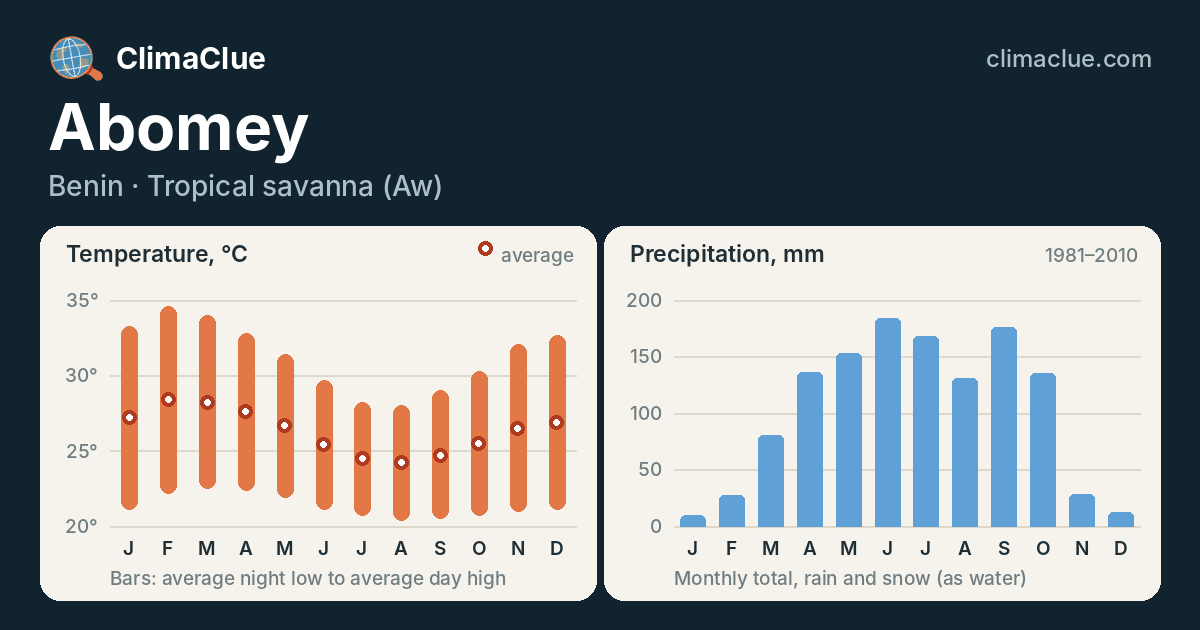 ClimaClue
climaclue.com
Abomey
Benin · Tropical savanna (Aw)
Temperature, °C
average
35°
30°
25°
20°
J F M A M J J A S O N D
Bars: average night low to average day high
Precipitation, mm
1981–2010
200
150
100
50
0
J F M A M J J A S O N D
Monthly total, rain and snow (as water)